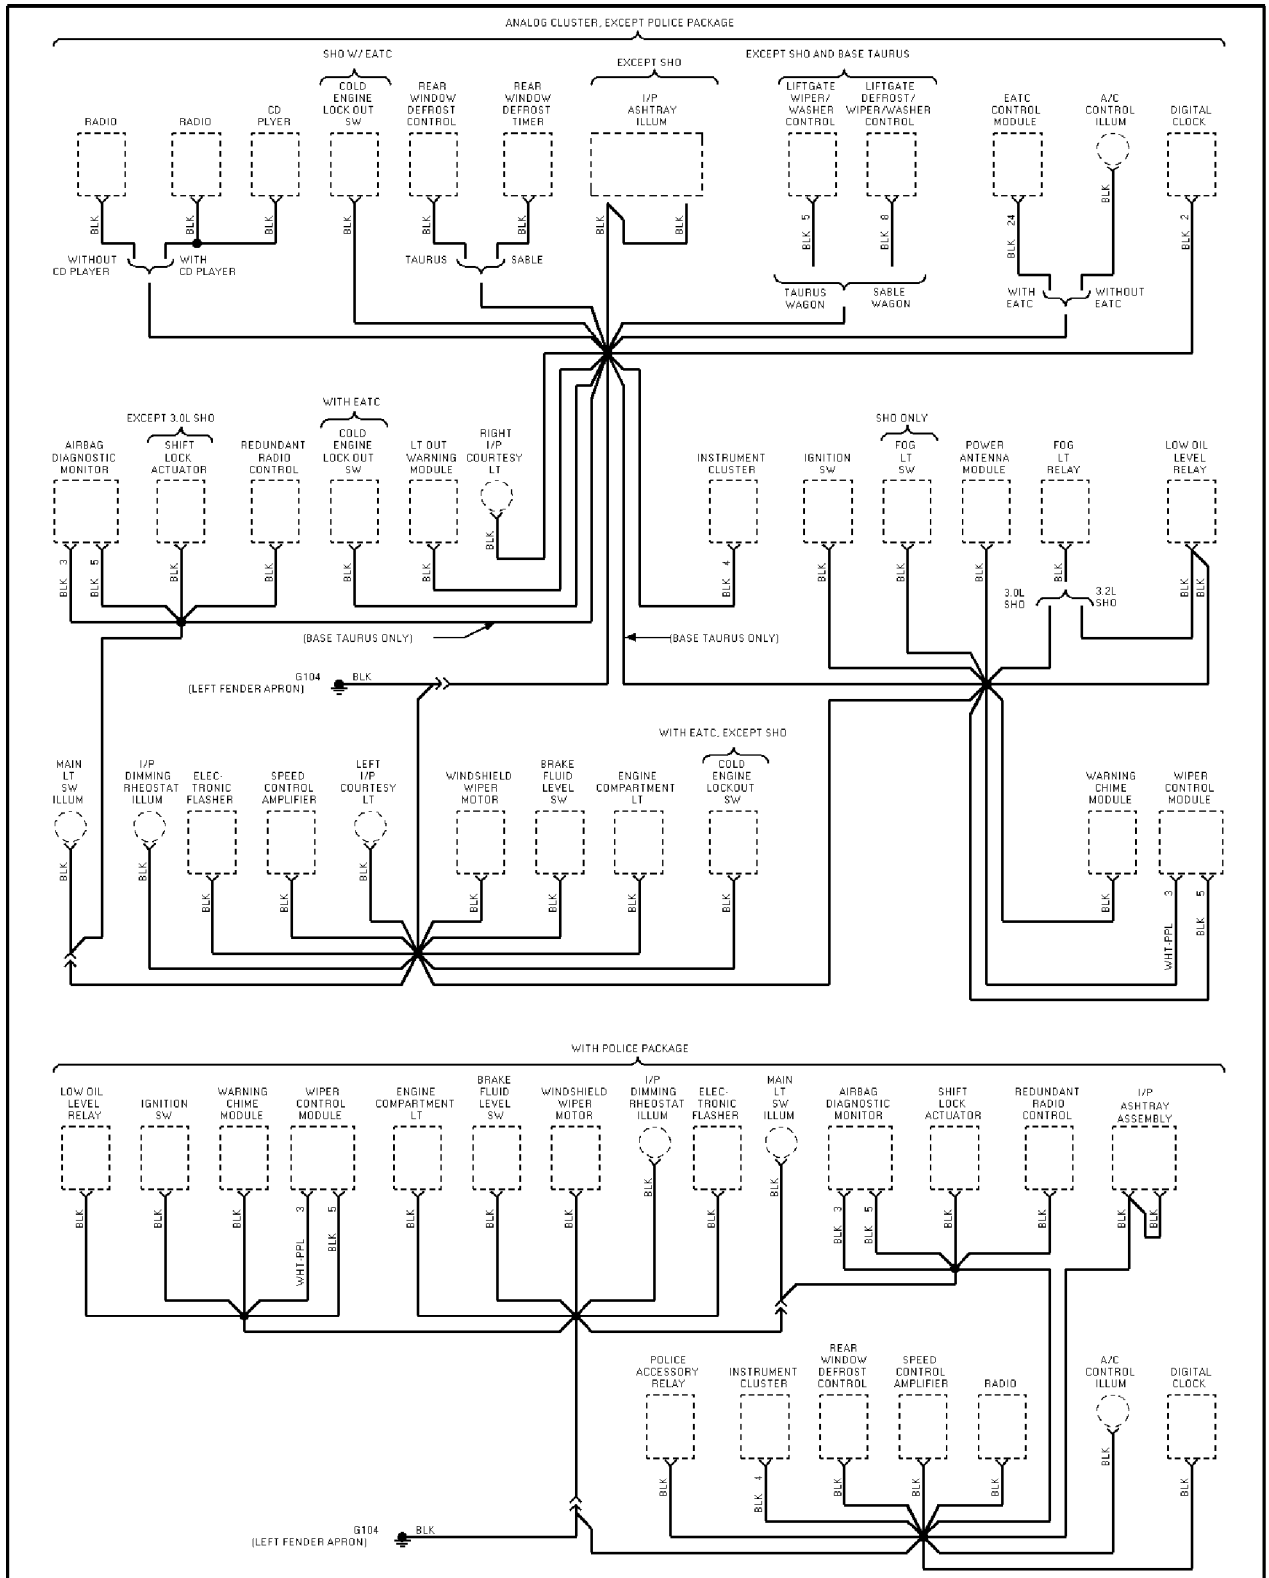 ANALOG CLUSTER, EXCEPT POLICE PACKAGE
SHO W/ EATC
EXCEPT SHO
EXCEPT SHO AND BASE TAURUS
RADIO
RADIO
CD
PLYER
COLD
ENGINE
LOCK OUT
SW
REAR
WINDOW
DEFROST
CONTROL
REAR
WINDOW
DEFROST
TIMER
I/P
ASHTRAY
ILLUM
LIFTGATE
WIPER/
WASHER
CONTROL
LIFTGATE
DEFROST/
WIPER/WASHER
CONTROL
EATC
CONTROL
MODULE
A/C
CONTROL
ILLUM
DIGITAL
CLOCK
BLK
BLK
BLK
BLK
BLK
BLK
BLK
BLK
BLK 5
BLK 8
BLK 24
BLK
BLK 2
WITHOUT
CD PLAYER
WITH
CD PLAYER
TAURUS
SABLE
TAURUS
WAGON
SABLE
WAGON
WITH
EATC
WITHOUT
EATC
EXCEPT 3.0L SHO
WITH EATC
SHO ONLY
AIRBAG
DIAGNOSTIC
MONITOR
SHIFT
LOCK
ACTUATOR
REDUNDANT
RADIO
CONTROL
COLD
ENGINE
LOCK OUT
SW
LT OUT
WARNING
MODULE
RIGHT
I/P
COURTESY
LT
INSTRUMENT
CLUSTER
IGNITION
SW
FOG
LT
SW
POWER
ANTENNA
MODULE
FOG
LT
RELAY
LOW OIL
LEVEL
RELAY
BLK 3
BLK 5
BLK
BLK
BLK
BLK
BLK
BLK 4
BLK
BLK
BLK
BLK
BLK
BLK
3.0L
SHO
3.2L
SHO
(BASE TAURUS ONLY)
(BASE TAURUS ONLY)
G104
(LEFT FENDER APRON)
BLK
WITH EATC, EXCEPT SHO
MAIN
LT
SW
ILLUM
I/P
DIMMING
RHEOSTAT
ILLUM
ELEC-
TRONIC
FLASHER
SPEED
CONTROL
AMPLIFIER
LEFT
I/P
COURTESY
LT
WINDSHIELD
WIPER
MOTOR
BRAKE
FLUID
LEVEL
SW
ENGINE
COMPARTMENT
LT
COLD
ENGINE
LOCKOUT
SW
WARNING
CHIME
MODULE
WIPER
CONTROL
MODULE
BLK
BLK
BLK
BLK
BLK
BLK
BLK
BLK
BLK
BLK
WHT-PPL 3
BLK 5
WITH POLICE PACKAGE
LOW OIL
LEVEL
RELAY
IGNITION
SW
WARNING
CHIME
MODULE
WIPER
CONTROL
MODULE
ENGINE
COMPARTMENT
LT
BRAKE
FLUID
LEVEL
SW
WINDSHIELD
WIPER
MOTOR
I/P
DIMMING
RHEOSTAT
ILLUM
ELEC-
TRONIC
FLASHER
MAIN
LT
SW
ILLUM
AIRBAG
DIAGNOSTIC
MONITOR
SHIFT
LOCK
ACTUATOR
REDUNDANT
RADIO
CONTROL
I/P
ASHTRAY
ASSEMBLY
BLK
BLK
BLK
WHT-PPL 3
BLK 5
BLK
BLK
BLK
BLK
BLK
BLK
BLK 3
BLK 5
BLK
BLK
BLK
BLK
POLICE
ACCESSORY
RELAY
INSTRUMENT
CLUSTER
REAR
WINDOW
DEFROST
CONTROL
SPEED
CONTROL
AMPLIFIER
RADIO
A/C
CONTROL
ILLUM
DIGITAL
CLOCK
BLK
BLK 4
BLK
BLK
BLK
BLK
BLK
G104
(LEFT FENDER APRON)
BLK